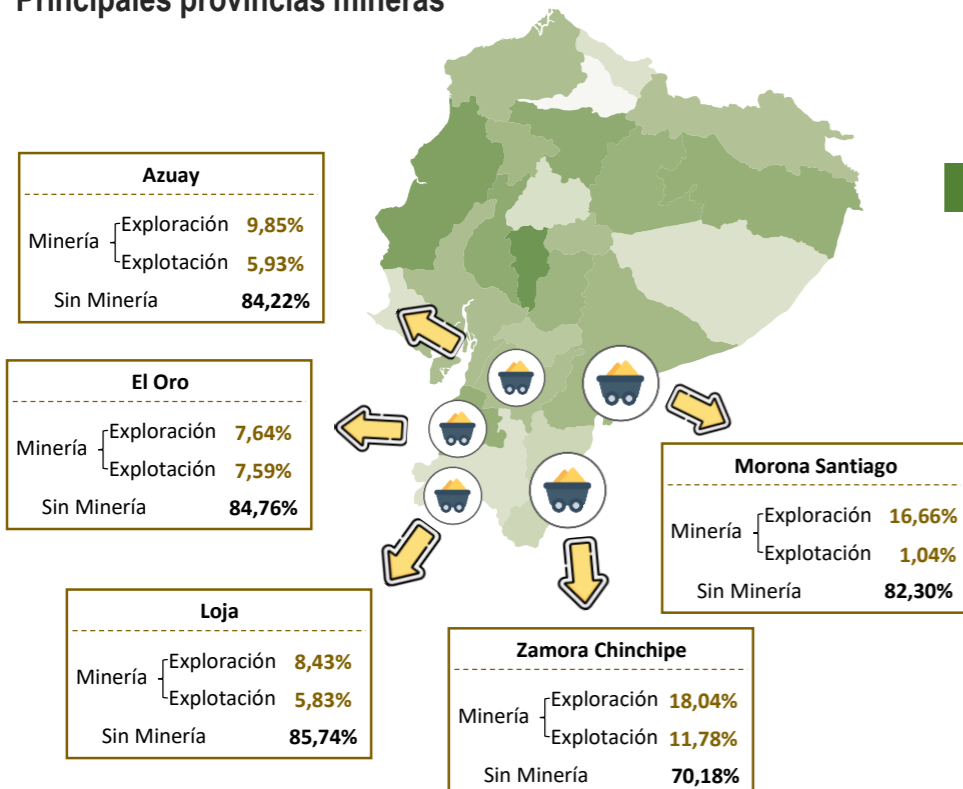 Principales provincias mineras
Azuay
Minería
Exploración 9,85%
Explotación 5,93%
Sin Minería 84,22%
El Oro
Minería
Exploración 7,64%
Explotación 7,59%
Sin Minería 84,76%
Loja
Minería
Exploración 8,43%
Explotación 5,83%
Sin Minería 85,74%
Zamora Chinchipe
Minería
Exploración 18,04%
Explotación 11,78%
Sin Minería 70,18%
Morona Santiago
Minería
Exploración 16,66%
Explotación 1,04%
Sin Minería 82,30%